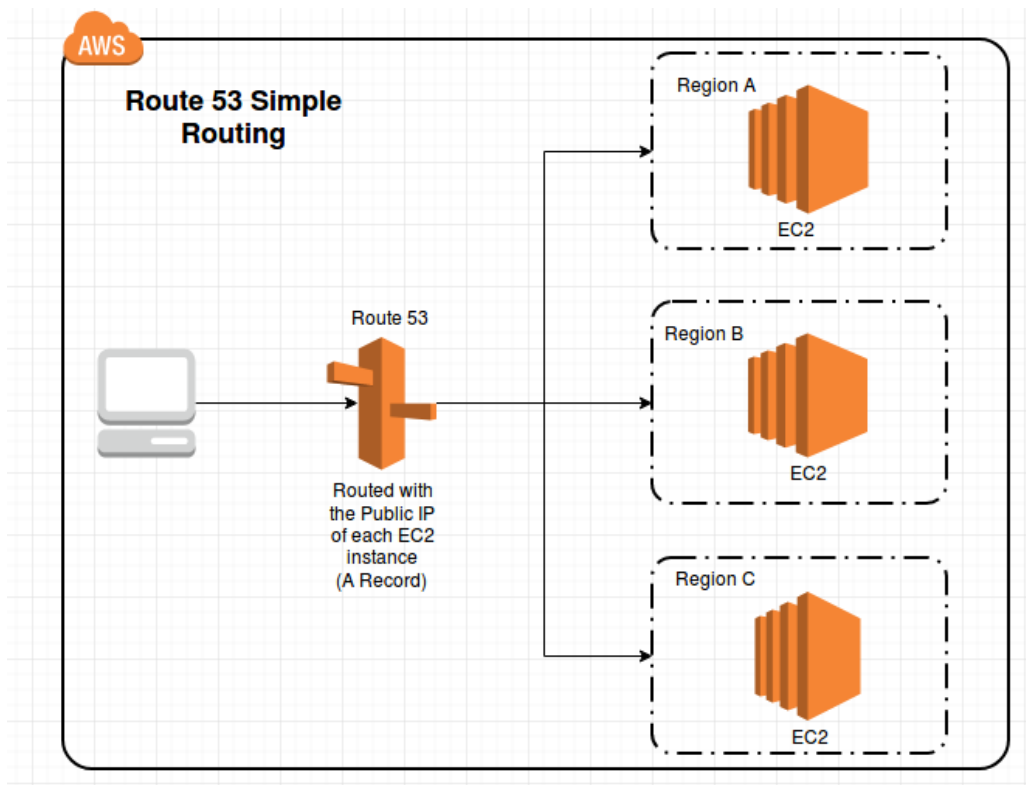 AWS
Route 53 Simple
Routing
Region A
EC2
Route 53
Region B
EC2
Routed with
the Public IP
of each EC2
instance
(A Record)
Region C
EC2